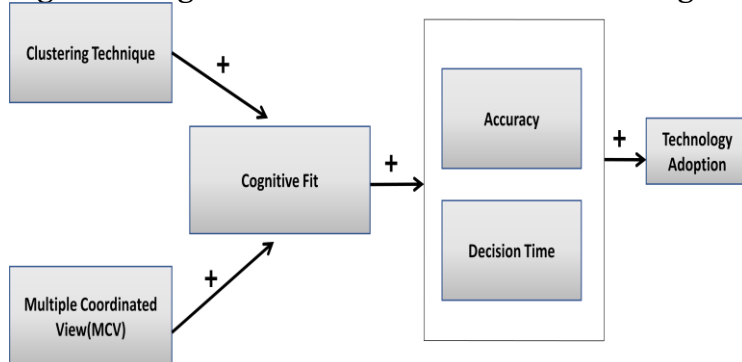 Clustering Technique
+
Cognitive Fit
+
Multiple Coordinated
View(MCV)
+
Accuracy
Decision Time
+
Technology
Adoption